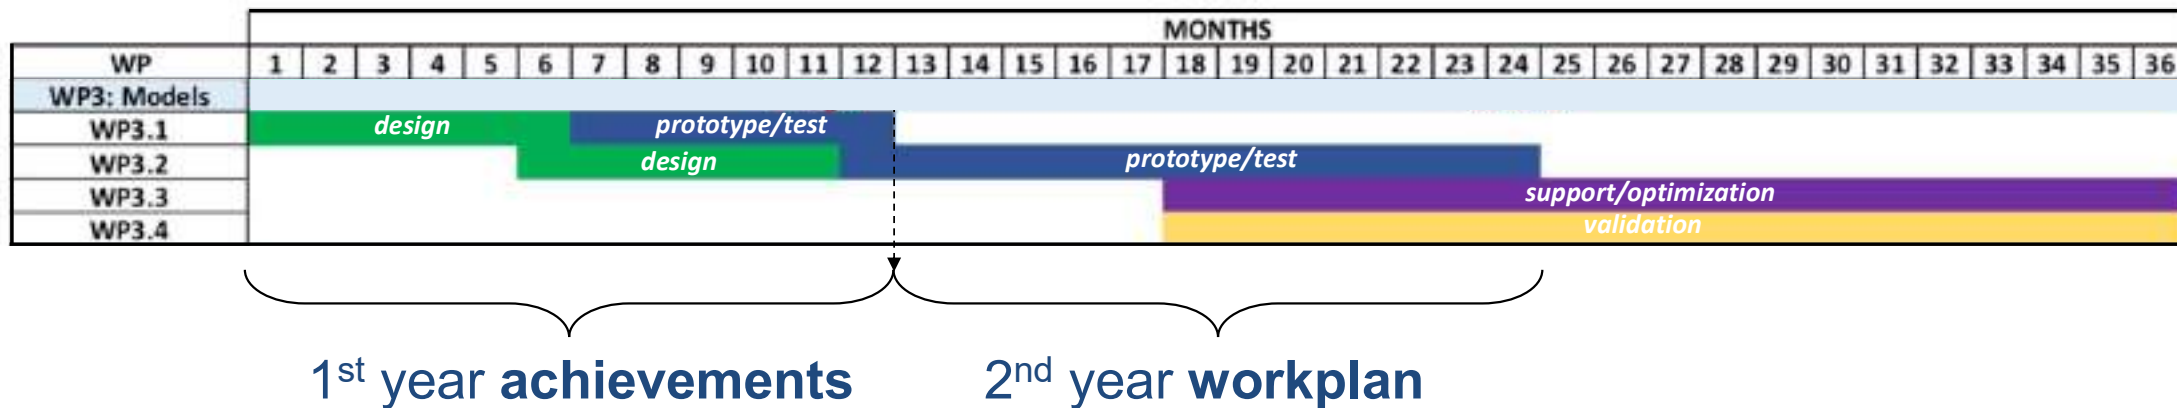 MONTHS
WP 1 2 3 4 5 6 7 8 9 10 11 12 13 14 15 16 17 18 19 20 21 22 23 24 25 26 27 28 29 30 31 32 33 34 35 36
WP3: Models
WP3.1 design prototype/test
WP3.2 design prototype/test
WP3.3 support/optimization
WP3.4 validation
1st year achievements 2nd year workplan